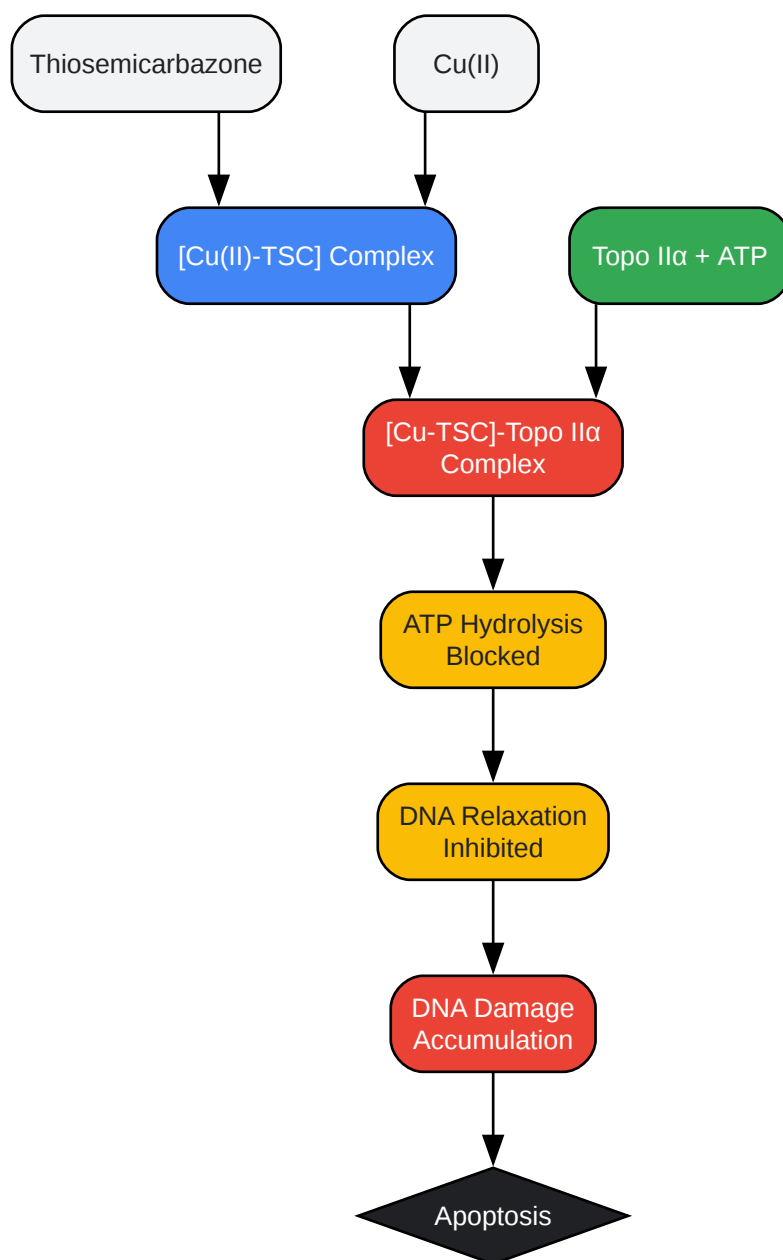 Thiosemicarbazone
Cu(II)
[Cu(II)-TSC] Complex
Topo IIα + ATP
[Cu-TSC]-Topo IIα
Complex
ATP Hydrolysis
Blocked
DNA Relaxation
Inhibited
DNA Damage
Accumulation
Apoptosis